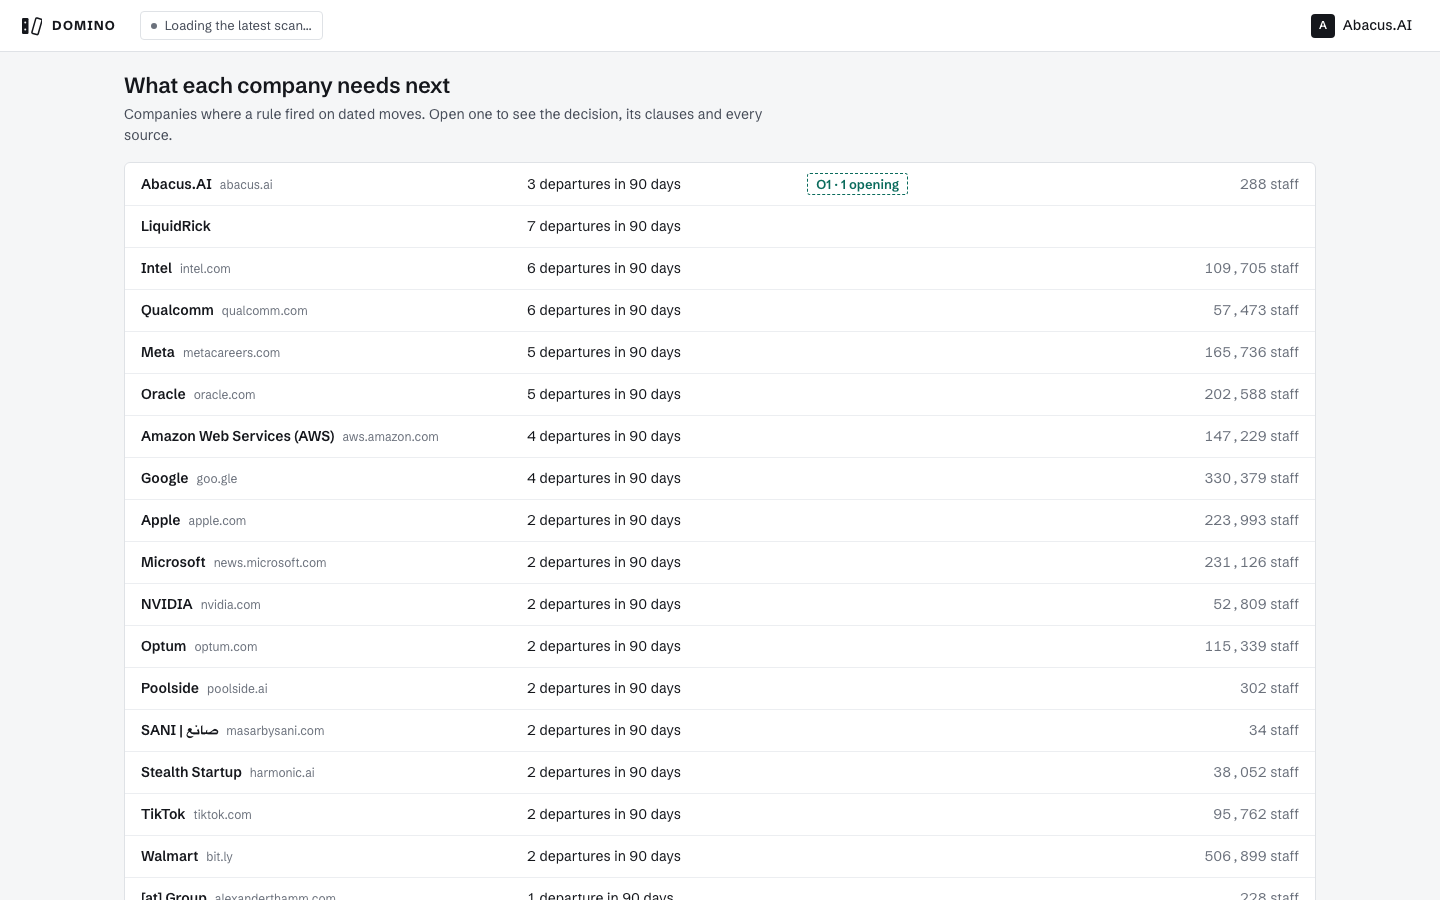 DOMINO
Loading the latest scan...
A Abacus.AI
What each company needs next
Companies where a rule fired on dated moves. Open one to see the decision, its clauses and every
source.
Abacus.AI abacus.ai 3 departures in 90 days O1 · 1 opening 288 staff
LiquidRick 7 departures in 90 days
Intel intel.com 6 departures in 90 days 109,705 staff
Qualcomm qualcomm.com 6 departures in 90 days 57,473 staff
Meta metacareers.com 5 departures in 90 days 165,736 staff
Oracle oracle.com 5 departures in 90 days 202,588 staff
Amazon Web Services (AWS) aws.amazon.com 4 departures in 90 days 147,229 staff
Google goo.gle 4 departures in 90 days 330,379 staff
Apple apple.com 2 departures in 90 days 223,993 staff
Microsoft news.microsoft.com 2 departures in 90 days 231,126 staff
NVIDIA nvidia.com 2 departures in 90 days 52,809 staff
Optum optum.com 2 departures in 90 days 115,339 staff
Poolside poolside.ai 2 departures in 90 days 302 staff
SANI | صانع masarbysani.com 2 departures in 90 days 34 staff
Stealth Startup harmonic.ai 2 departures in 90 days 38,052 staff
TikTok tiktok.com 2 departures in 90 days 95,762 staff
Walmart bit.ly 2 departures in 90 days 506,899 staff
[at] Group alexanderthamm.com 1 departure in 90 days 228 staff